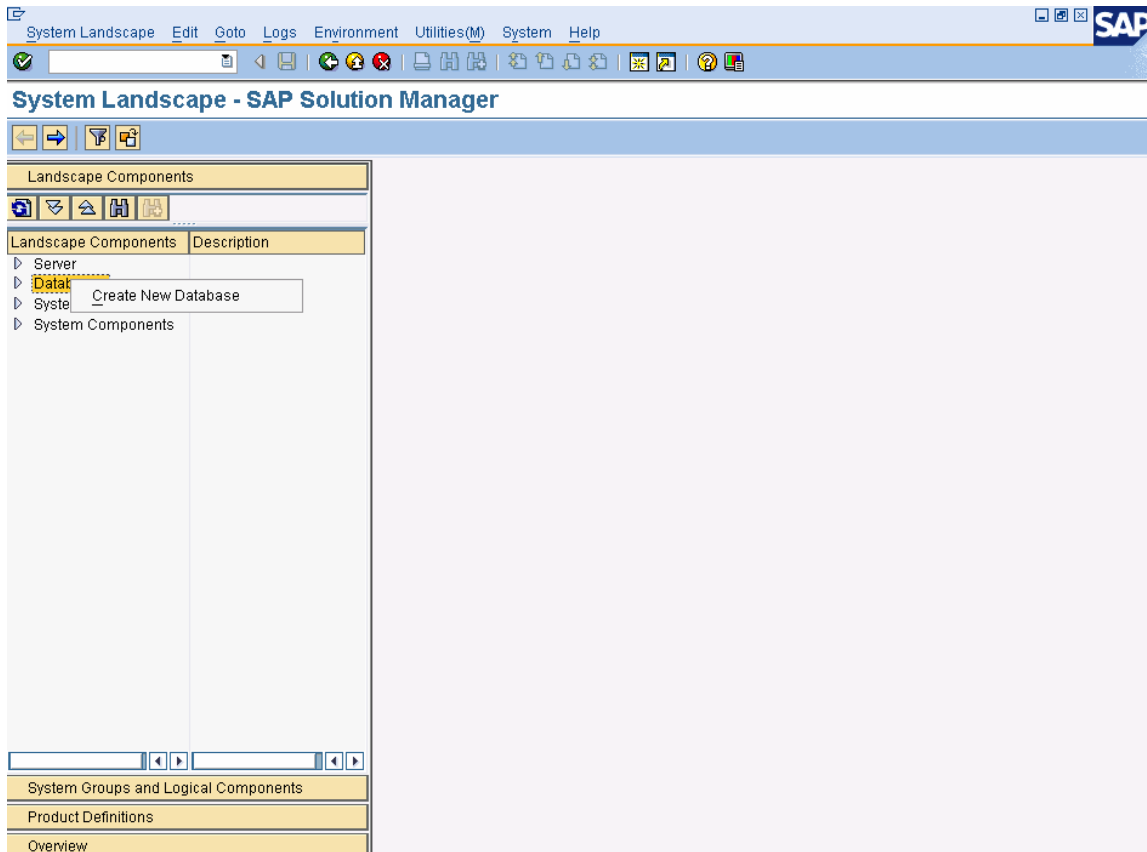 System Landscape Edit Goto Logs Environment Utilities(M) System Help
SAP
System Landscape - SAP Solution Manager
Landscape Components
Landscape Components Description
Server
Create New Database
System Components
System Groups and Logical Components
Product Definitions
Overview